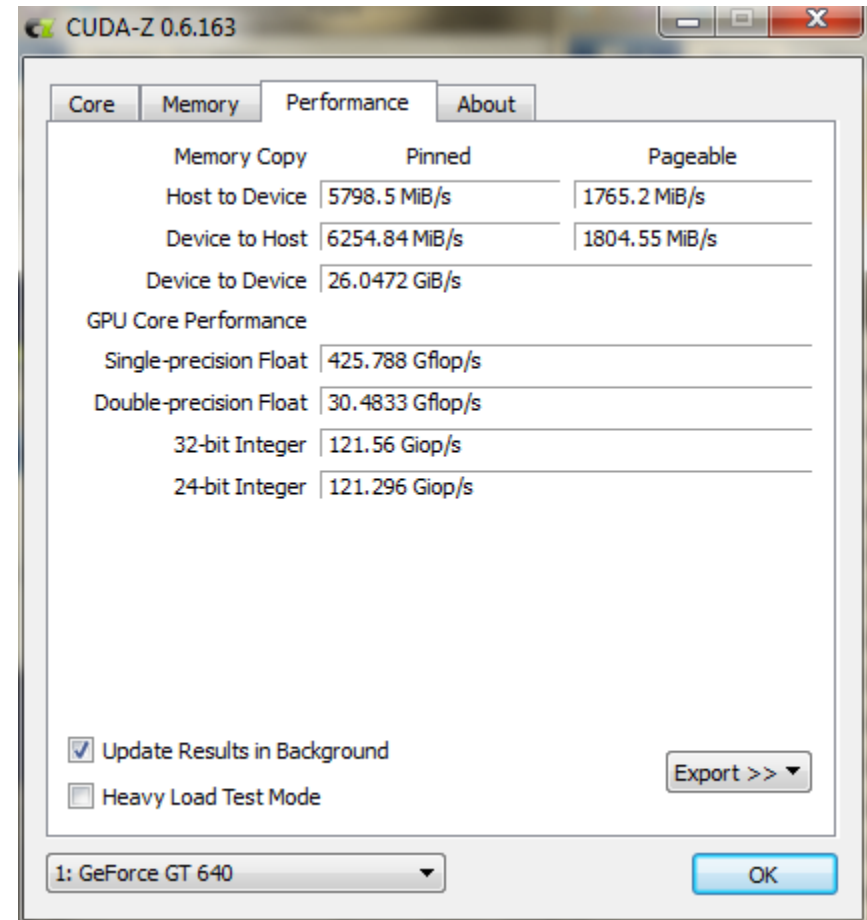 CUDA-Z 0.6.163
Core Memory Performance About
Memory Copy Pinned Pageable
Host to Device 5798.5 MiB/s 1765.2 MiB/s
Device to Host 6254.84 MiB/s 1804.55 MiB/s
Device to Device 26.0472 GiB/s
GPU Core Performance
Single-precision Float 425.788 Gflop/s
Double-precision Float 30.4833 Gflop/s
32-bit Integer 121.56 Giop/s
24-bit Integer 121.296 Giop/s
Update Results in Background
Export >>
Heavy Load Test Mode
1: GeForce GT 640
OK